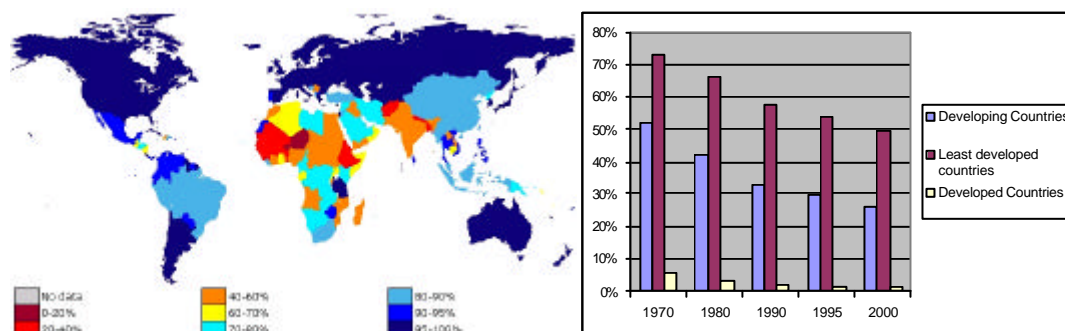 No data
0-20%
20-40%
40-60%
60-70%
70-80%
80-90%
90-95%
95-100%
80%
70%
60%
50%
40%
30%
20%
10%
0%
1970 1980 1990 1995 2000
Developing Countries
Least developed
countries
Developed Countries